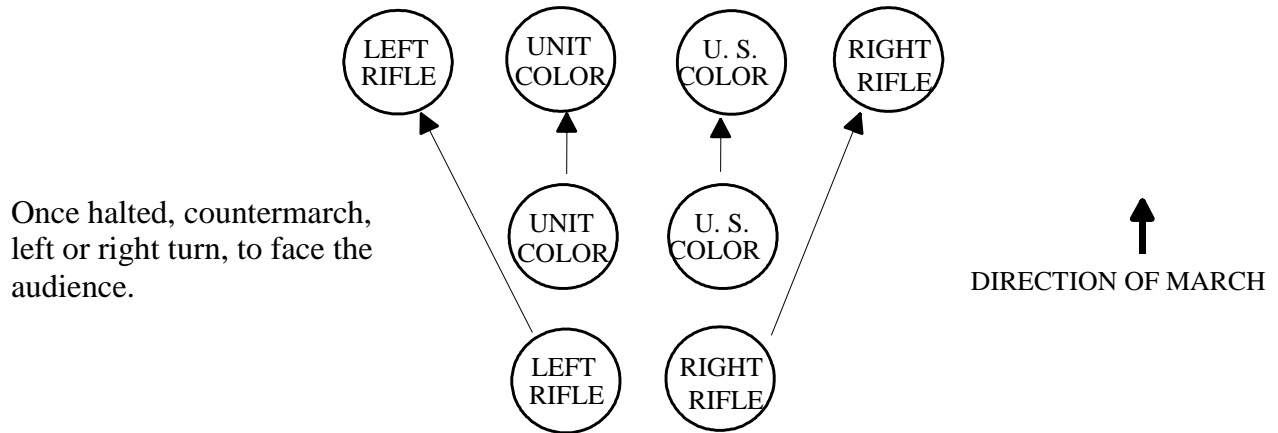 LEFT
RIFLE
UNIT
COLOR
U. S.
COLOR
RIGHT
RIFLE
Once halted, countermarch,
left or right turn, to face the
audience.
UNIT
COLOR
U. S.
COLOR
DIRECTION OF MARCH
LEFT
RIFLE
RIGHT
RIFLE